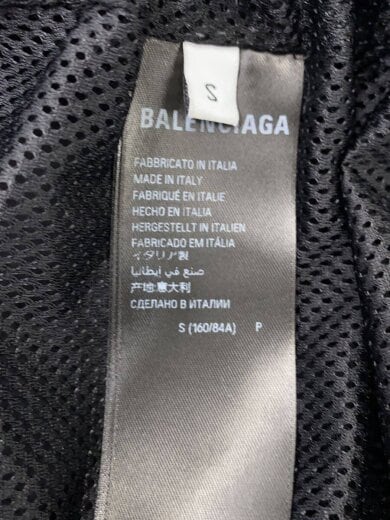 S
BALENCIAGA
FABBRICATO IN ITALIA
MADE IN ITALY
FABRIQUÉ EN ITALIE
HECHO EN ITALIA
HERGESTELLT IN ITALIEN
FABRICADO EM ITÁLIA
イタリア製
صنع في إيطاليا
产地意大利
СДЕЛАНО В ИТАЛИИ
S (160/84A) P